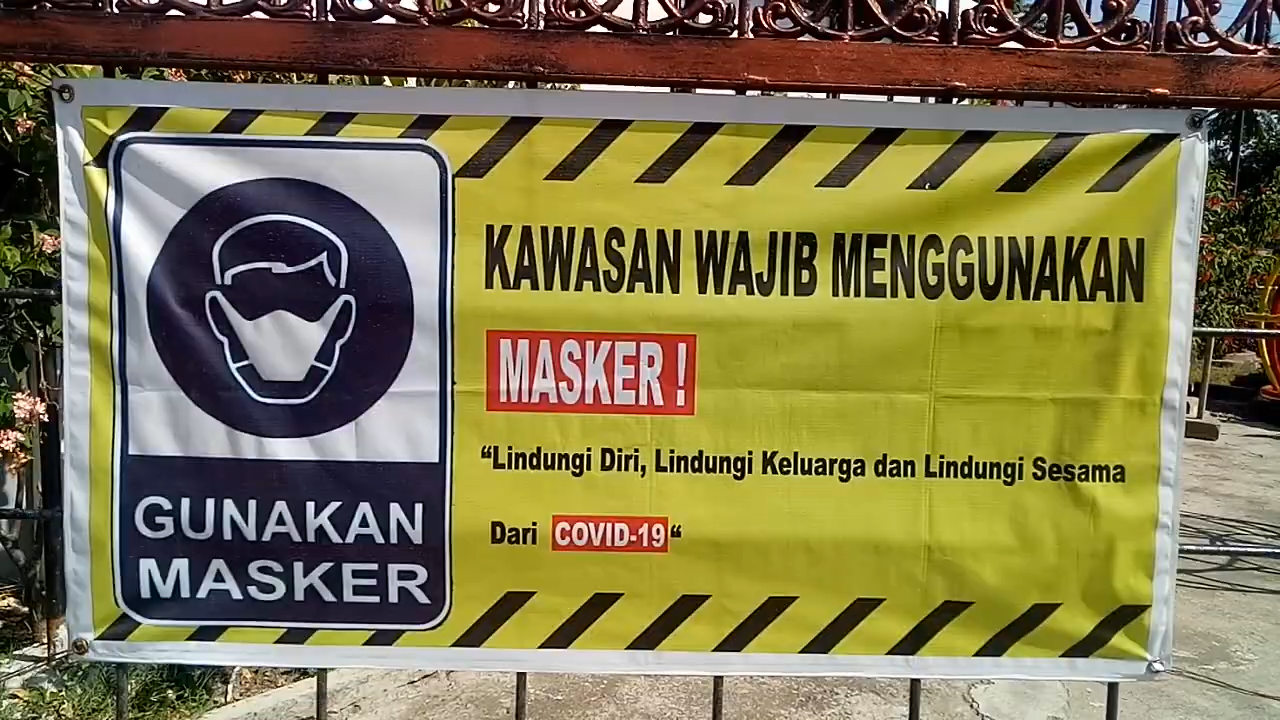 GUNAKAN
MASKER
KAWASAN WAJIB MENGGUNAKAN
MASKER !
“Lindungi Diri, Lindungi Keluarga dan Lindungi Sesama
Dari COVID-19“